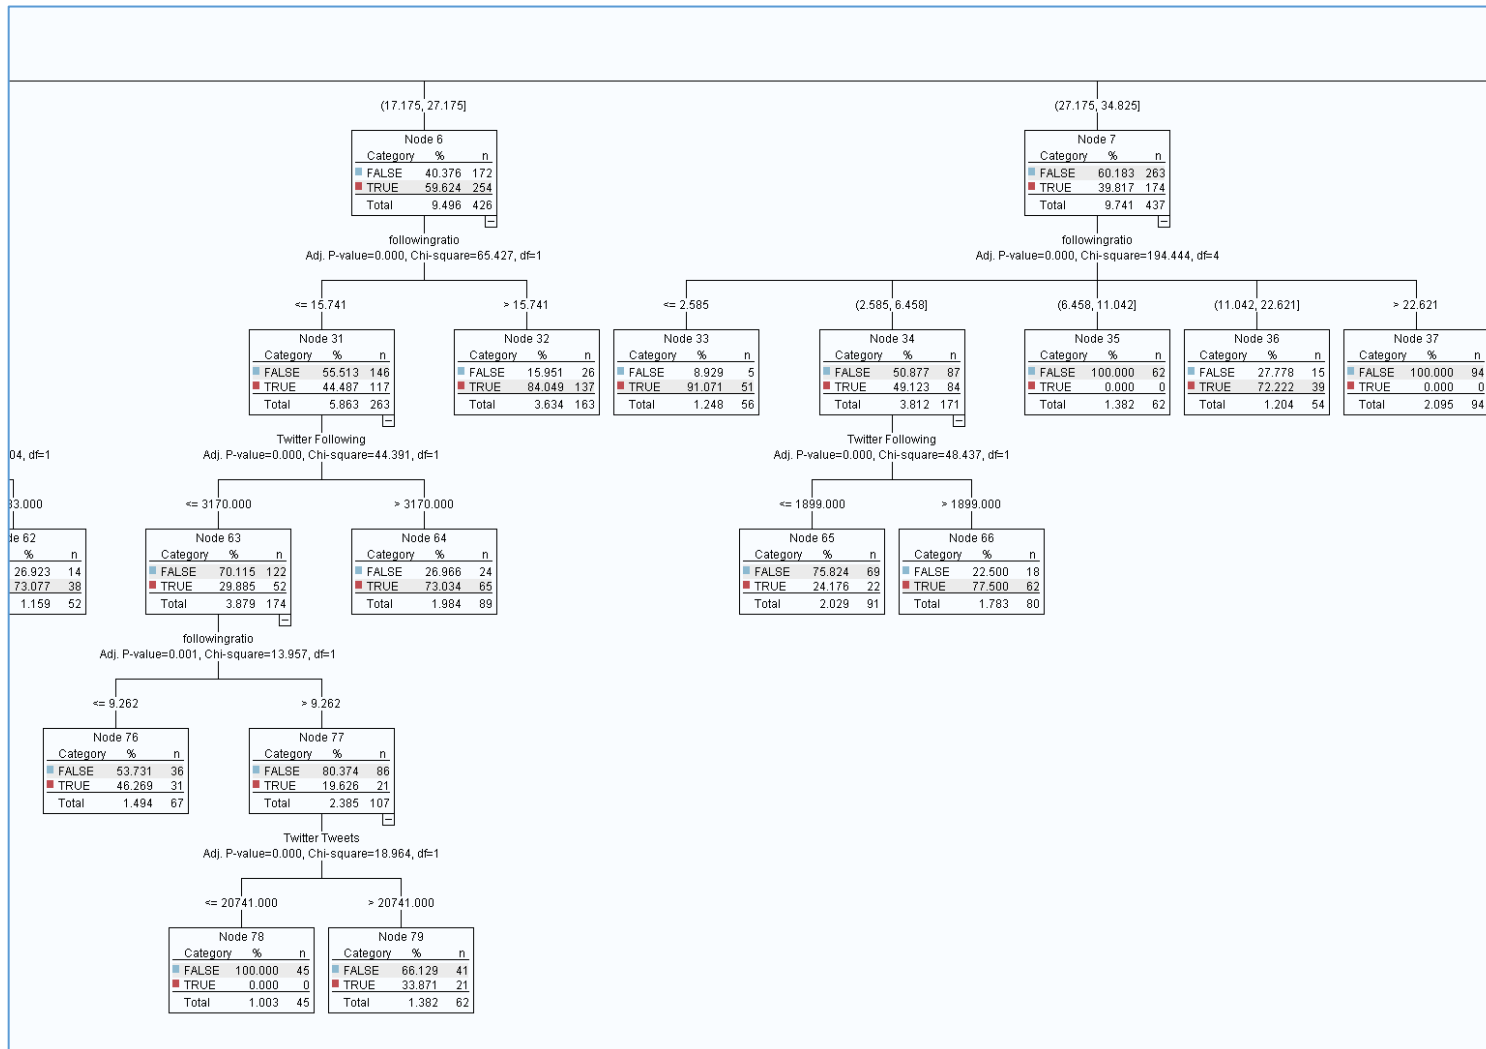 (17.175, 27.175]
(27.175, 34.825]
Node 6
Category % n
FALSE 40.376 172
TRUE 59.624 254
Total 9.496 426
Node 7
Category % n
FALSE 60.183 263
TRUE 39.817 174
Total 9.741 437
followingratio
Adj. P-value=0.000, Chi-square=65.427, df=1
followingratio
Adj. P-value=0.000, Chi-square=194.444, df=4
<= 15.741
> 15.741
<= 2.585
(2.585, 6.458]
(6.458, 11.042]
(11.042, 22.621]
> 22.621
Node 31
Category % n
FALSE 55.513 146
TRUE 44.487 117
Total 5.863 263
Node 32
Category % n
FALSE 15.951 26
TRUE 84.049 137
Total 3.634 163
Node 33
Category % n
FALSE 8.929 5
TRUE 91.071 51
Total 1.248 56
Node 34
Category % n
FALSE 50.877 87
TRUE 49.123 84
Total 3.812 171
Node 35
Category % n
FALSE 100.000 62
TRUE 0.000 0
Total 1.382 62
Node 36
Category % n
FALSE 27.778 15
TRUE 72.222 39
Total 1.204 54
Node 37
Category % n
FALSE 100.000 94
TRUE 0.000 0
Total 2.095 94
04, df=1
Twitter Following
Adj. P-value=0.000, Chi-square=44.391, df=1
Twitter Following
Adj. P-value=0.000, Chi-square=48.437, df=1
3.000
<= 3170.000
> 3170.000
<= 1899.000
> 1899.000
de 62
% n
26.923 14
73.077 38
1.159 52
Node 63
Category % n
FALSE 70.115 122
TRUE 29.885 52
Total 3.879 174
Node 64
Category % n
FALSE 26.966 24
TRUE 73.034 65
Total 1.984 89
Node 65
Category % n
FALSE 75.824 69
TRUE 24.176 22
Total 2.029 91
Node 66
Category % n
FALSE 22.500 18
TRUE 77.500 62
Total 1.783 80
followingratio
Adj. P-value=0.001, Chi-square=13.957, df=1
<= 9.262
> 9.262
Node 76
Category % n
FALSE 53.731 36
TRUE 46.269 31
Total 1.494 67
Node 77
Category % n
FALSE 80.374 86
TRUE 19.626 21
Total 2.385 107
Twitter Tweets
Adj. P-value=0.000, Chi-square=18.964, df=1
<= 20741.000
> 20741.000
Node 78
Category % n
FALSE 100.000 45
TRUE 0.000 0
Total 1.003 45
Node 79
Category % n
FALSE 66.129 41
TRUE 33.871 21
Total 1.382 62